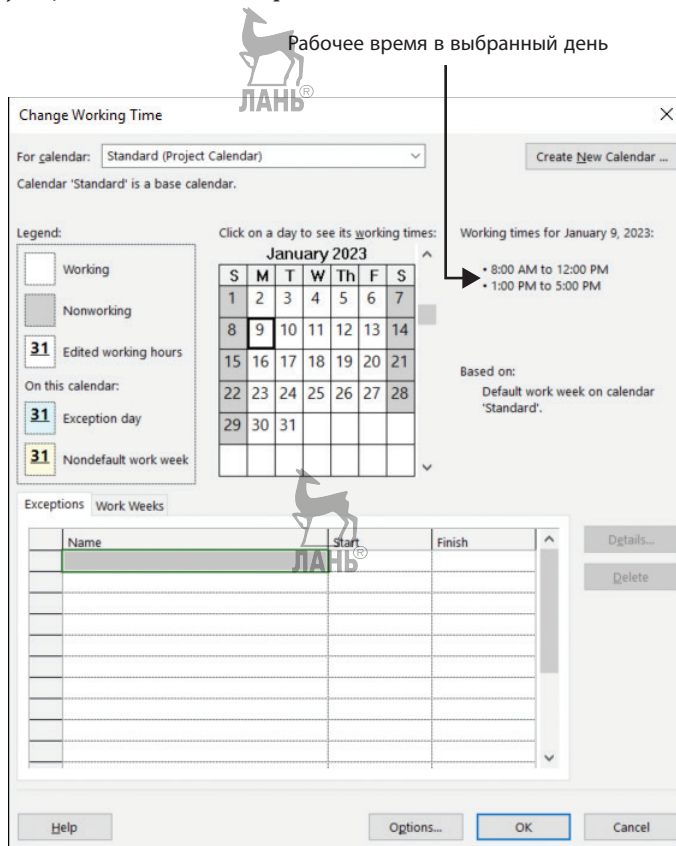 Рабочее время в выбранный день
ЛАНЬ®
Change Working Time
For calendar: Standard (Project Calendar)
Create New Calendar ...
Calendar 'Standard' is a base calendar.
Legend:
Working
Nonworking
31 Edited working hours
On this calendar:
31 Exception day
31 Nondefault work week
Click on a day to see its working times:
January 2023
S M T W Th F S
1 2 3 4 5 6 7
8 9 10 11 12 13 14
15 16 17 18 19 20 21
22 23 24 25 26 27 28
29 30 31
Working times for January 9, 2023:
• 8:00 AM to 12:00 PM
• 1:00 PM to 5:00 PM
Based on:
Default work week on calendar
'Standard'.
Exceptions Work Weeks
Name Start Finish
Details...
ЛАНЬ®
Delete
Help Options... OK Cancel